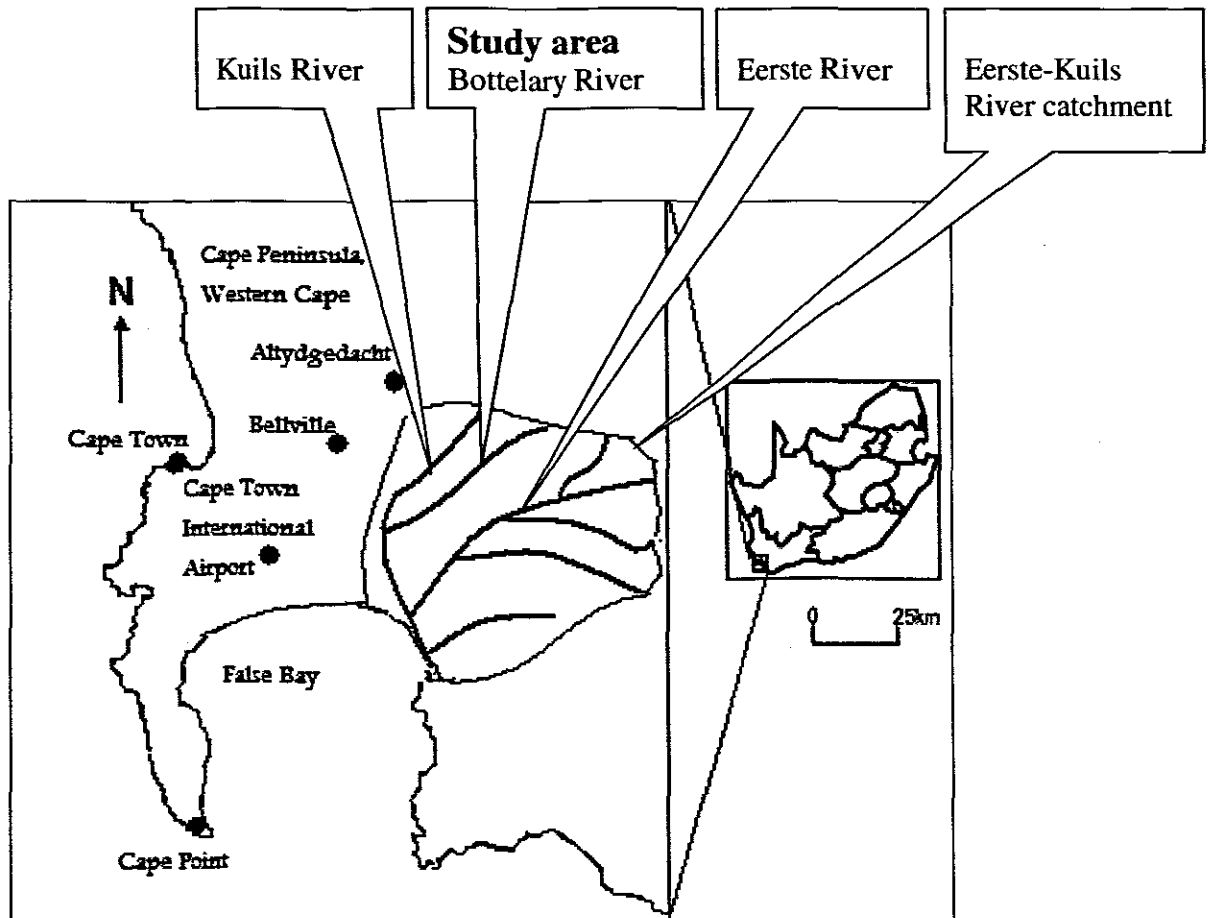 Kuils River
Study area
Bottelary River
Eerste River
Eerste-Kuils
River catchment
Cape Peninsula,
Western Cape
N
Altydgedacht
Bellville
Cape Town
Cape Town
International
Airport
False Bay
Cape Point
0 25km